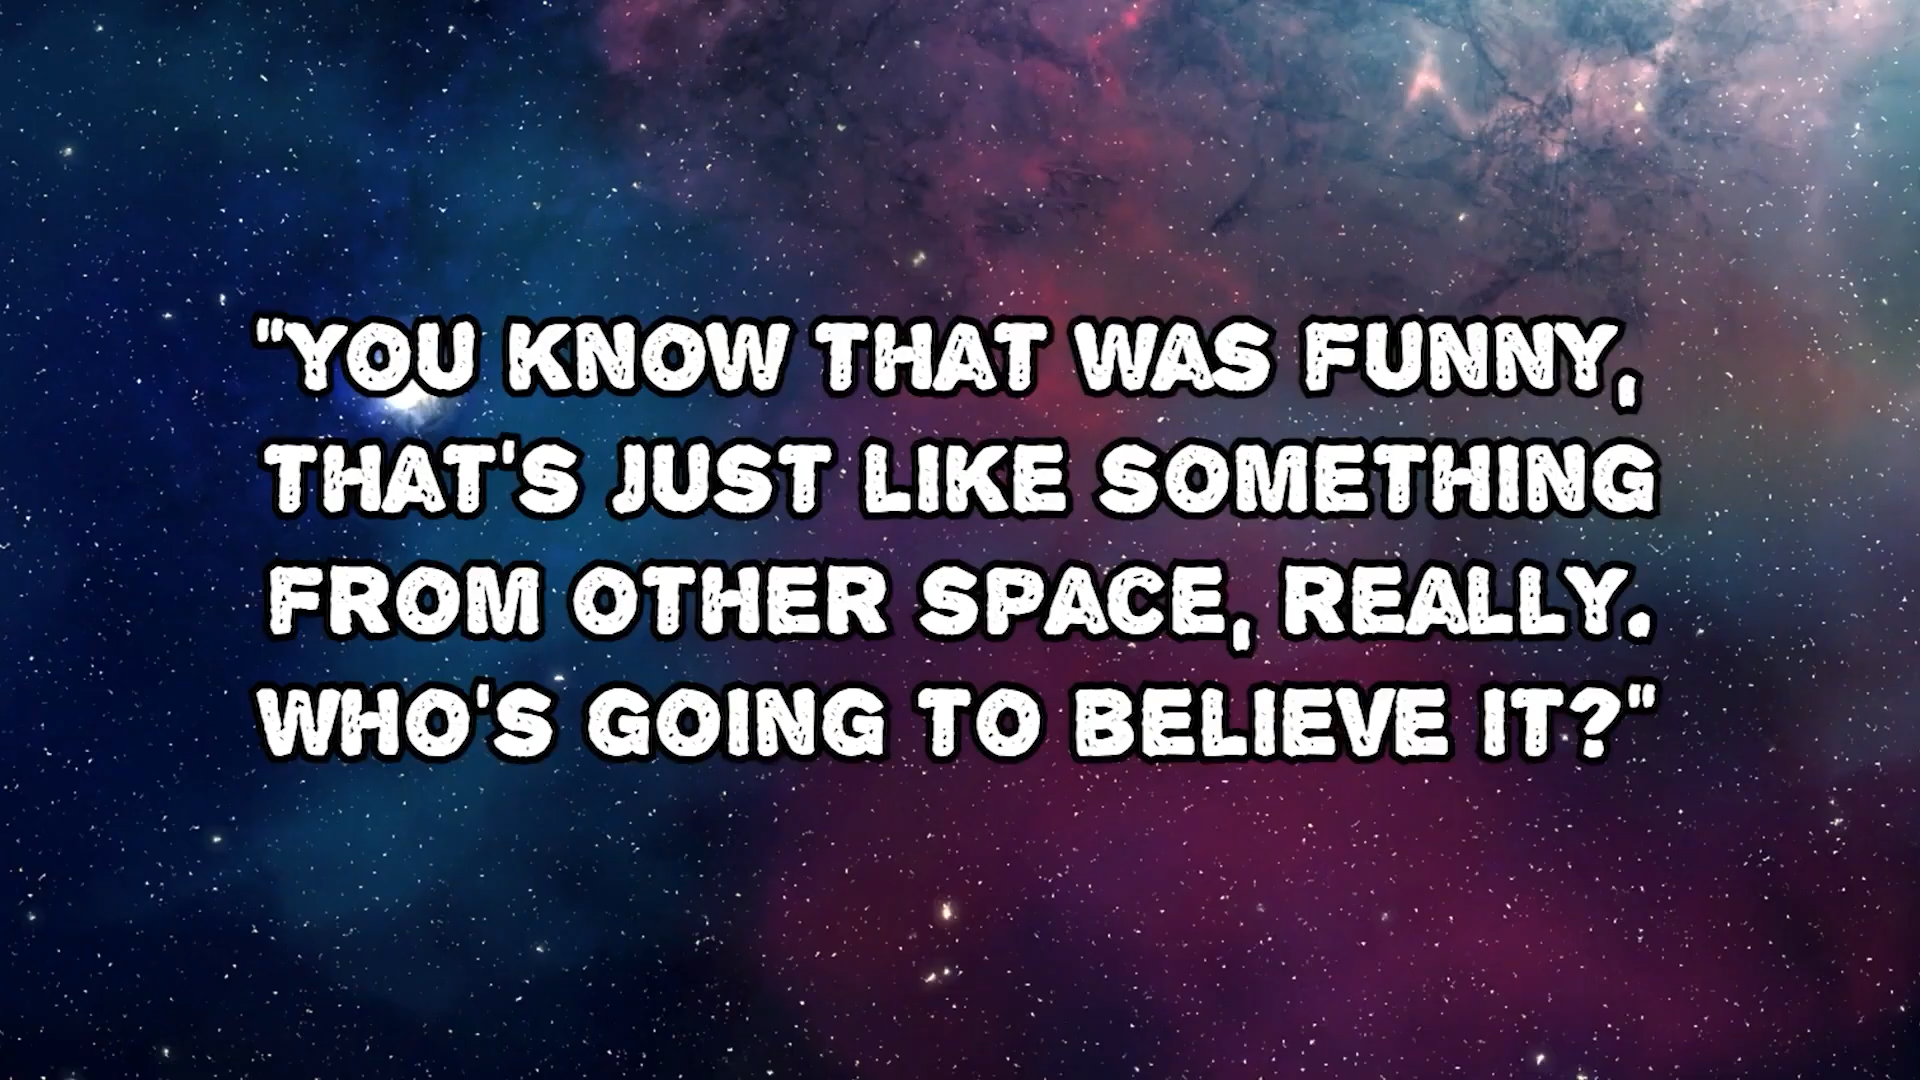 "YOU KNOW THAT WAS FUNNY,
THAT'S JUST LIKE SOMETHING
FROM OTHER SPACE, REALLY.
WHO'S GOING TO BELIEVE IT?"